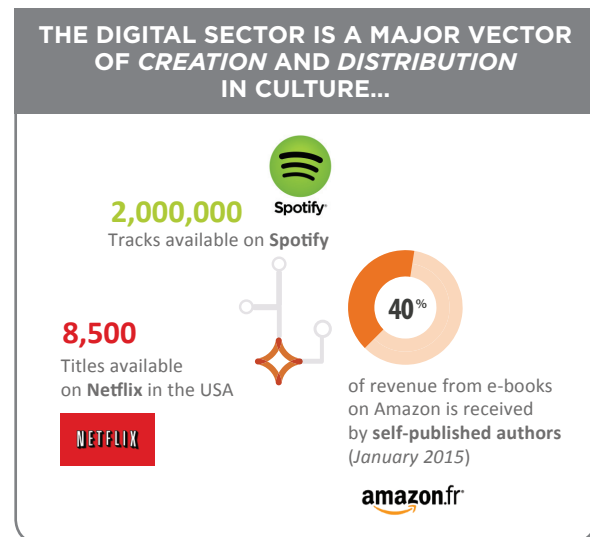 THE DIGITAL SECTOR IS A MAJOR VECTOR
OF CREATION AND DISTRIBUTION
IN CULTURE...
Spotify
2,000,000
Tracks available on Spotify
40%
8,500
Titles available
on Netflix in the USA
NETFLIX
of revenue from e-books
on Amazon is received
by self-published authors
(January 2015)
amazon.fr